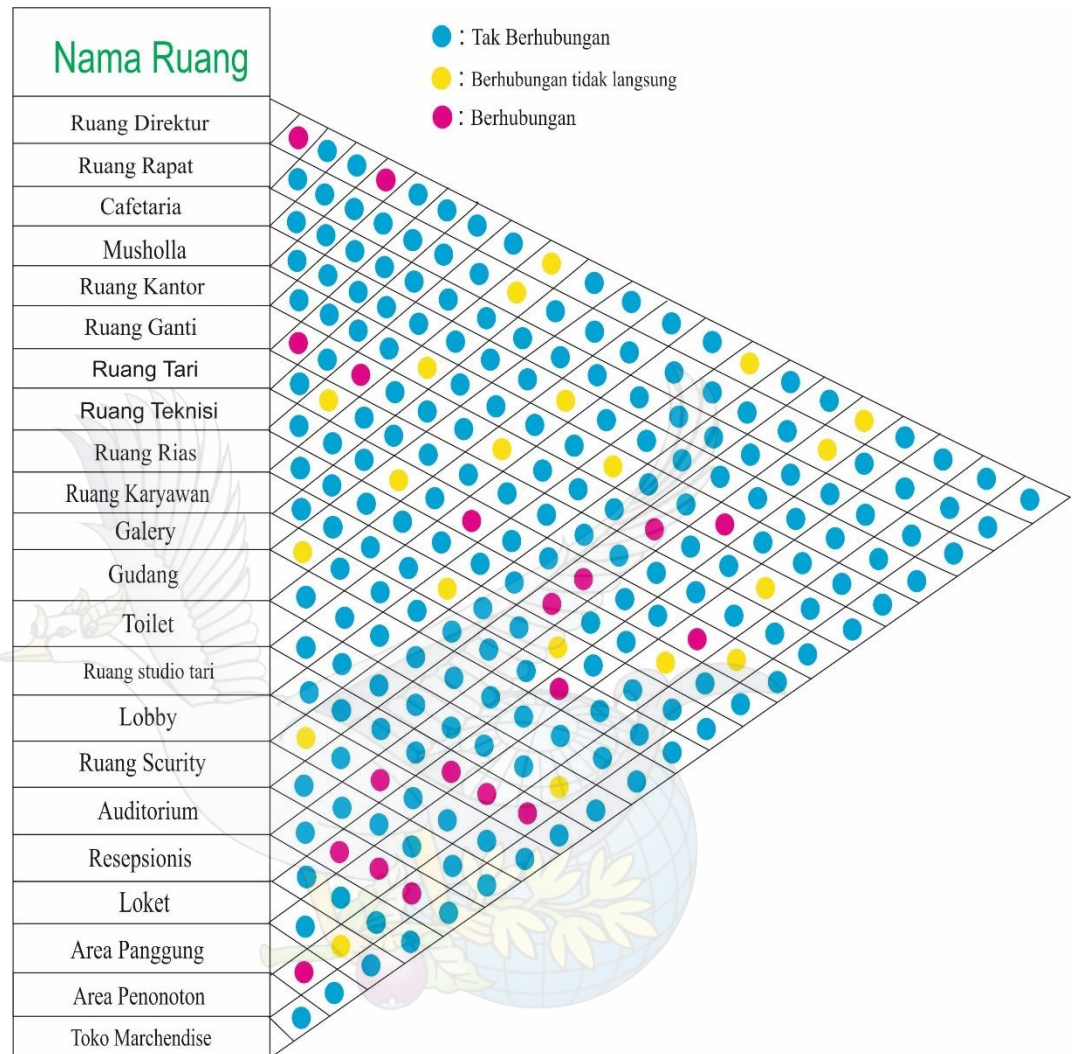 Nama Ruang
: Tak Berhubungan
: Berhubungan tidak langsung
: Berhubungan
Ruang Direktur
Ruang Rapat
Cafetaria
Musholla
Ruang Kantor
Ruang Ganti
Ruang Tari
Ruang Teknisi
Ruang Rias
Ruang Karyawan
Galery
Gudang
Toilet
Ruang studio tari
Lobby
Ruang Scurity
Auditorium
Resepsionis
Loket
Area Panggung
Area Penonoton
Toko Marchendise